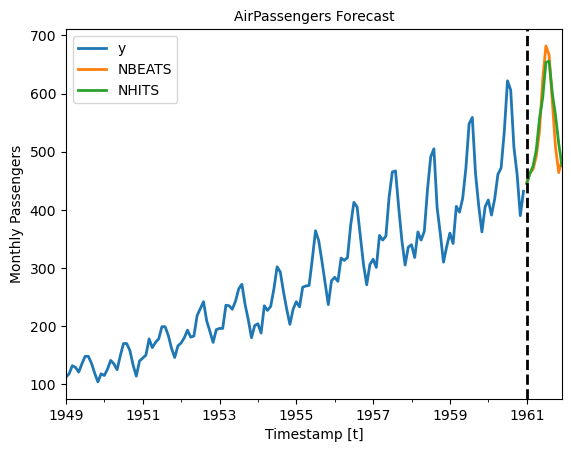 AirPassengers Forecast
y
NBEATS
NHITS
700
600
500
400
300
200
100
Monthly Passengers
1949 1951 1953 1955 1957 1959 1961
Timestamp [t]